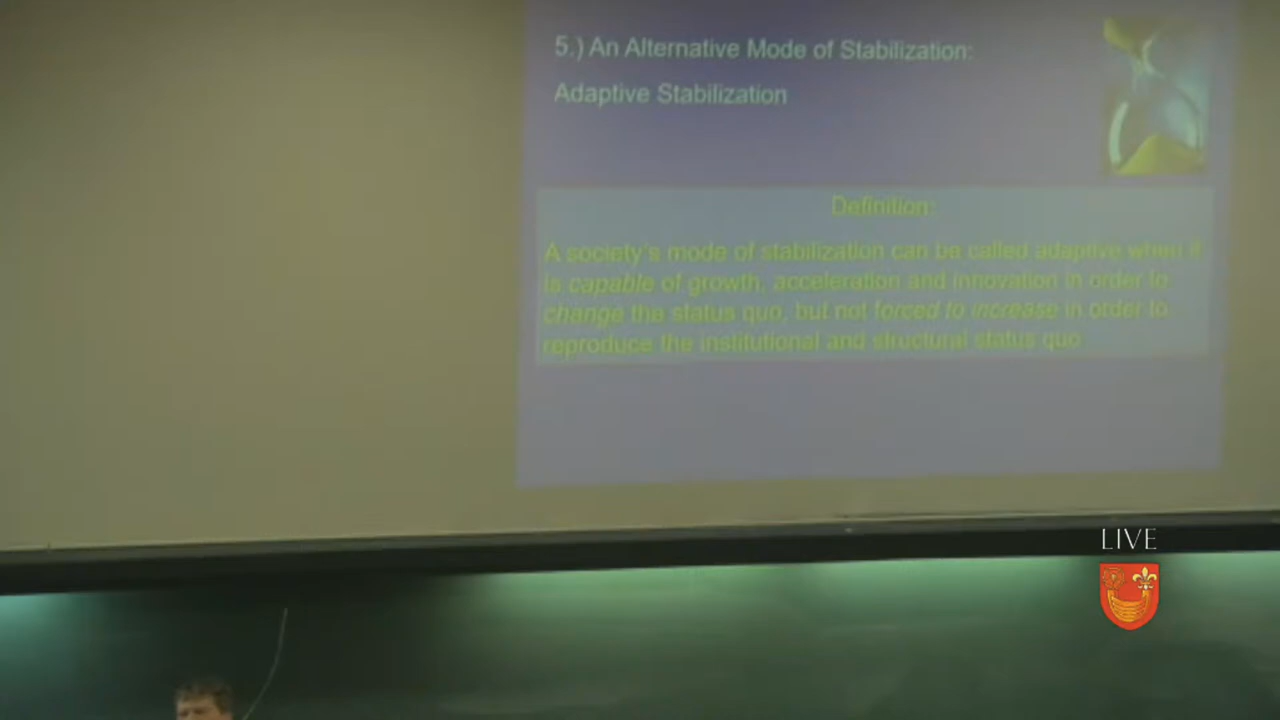 5.) An Alternative Mode of Stabilization:
Adaptive Stabilization
Definition:
A society's mode of stabilization can be called adaptive when it
is capable of growth, acceleration and innovation in order to
change the status quo, but not forced to increase in order to
reproduce the institutional and structural status quo
LIVE